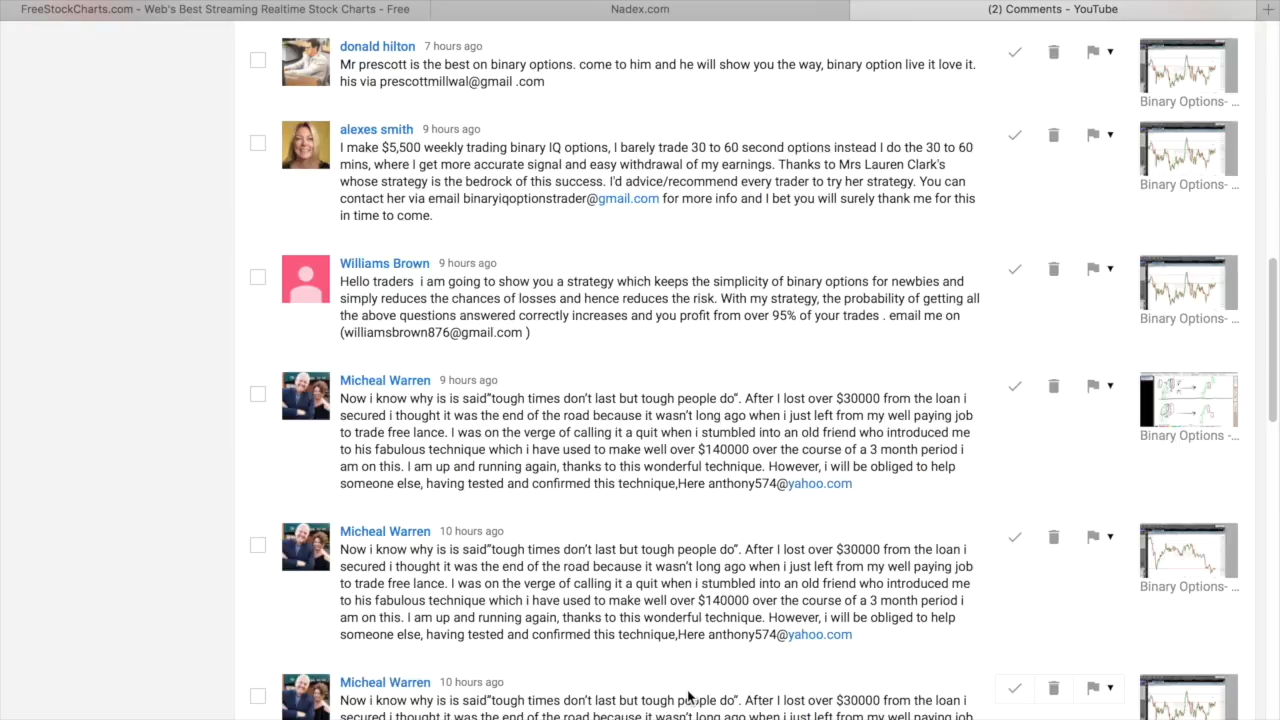 FreeStockCharts.com - Web's Best Streaming Realtime Stock Charts - Free
Nadex.com
(2) Comments - YouTube
donald hilton 7 hours ago
Mr prescott is the best on binary options. come to him and he will show you the way, binary option live it love it.
his via prescottmillwal@gmail .com
Binary Options- ...
alexes smith 9 hours ago
I make $5,500 weekly trading binary IQ options, I barely trade 30 to 60 second options instead I do the 30 to 60
mins, where I get more accurate signal and easy withdrawal of my earnings. Thanks to Mrs Lauren Clark's
whose strategy is the bedrock of this success. I'd advice/recommend every trader to try her strategy. You can
contact her via email binaryiqoptionstrader@gmail.com for more info and I bet you will surely thank me for this
in time to come.
Binary Options- ...
Williams Brown 9 hours ago
Hello traders i am going to show you a strategy which keeps the simplicity of binary options for newbies and
simply reduces the chances of losses and hence reduces the risk. With my strategy, the probability of getting all
the above questions answered correctly increases and you profit from over 95% of your trades . email me on
(williamsbrown876@gmail.com )
Binary Options- ...
Micheal Warren 9 hours ago
Now i know why is is said”tough times don’t last but tough people do”. After I lost over $30000 from the loan i
secured i thought it was the end of the road because it wasn’t long ago when i just left from my well paying job
to trade free lance. I was on the verge of calling it a quit when i stumbled into an old friend who introduced me
to his fabulous technique which i have used to make well over $140000 over the course of a 3 month period i
am on this. I am up and running again, thanks to this wonderful technique. However, i will be obliged to help
someone else, having tested and confirmed this technique,Here anthony574@yahoo.com
Binary Options -...
Micheal Warren 10 hours ago
Now i know why is is said”tough times don’t last but tough people do”. After I lost over $30000 from the loan i
secured i thought it was the end of the road because it wasn’t long ago when i just left from my well paying job
to trade free lance. I was on the verge of calling it a quit when i stumbled into an old friend who introduced me
to his fabulous technique which i have used to make well over $140000 over the course of a 3 month period i
am on this. I am up and running again, thanks to this wonderful technique. However, i will be obliged to help
someone else, having tested and confirmed this technique,Here anthony574@yahoo.com
Binary Options- ...
Micheal Warren 10 hours ago
Now i know why is is said”tough times don’t last but tough people do”. After I lost over $30000 from the loan i
secured i thought it was the end of the road because it wasn’t long ago when i just left from my well paying job